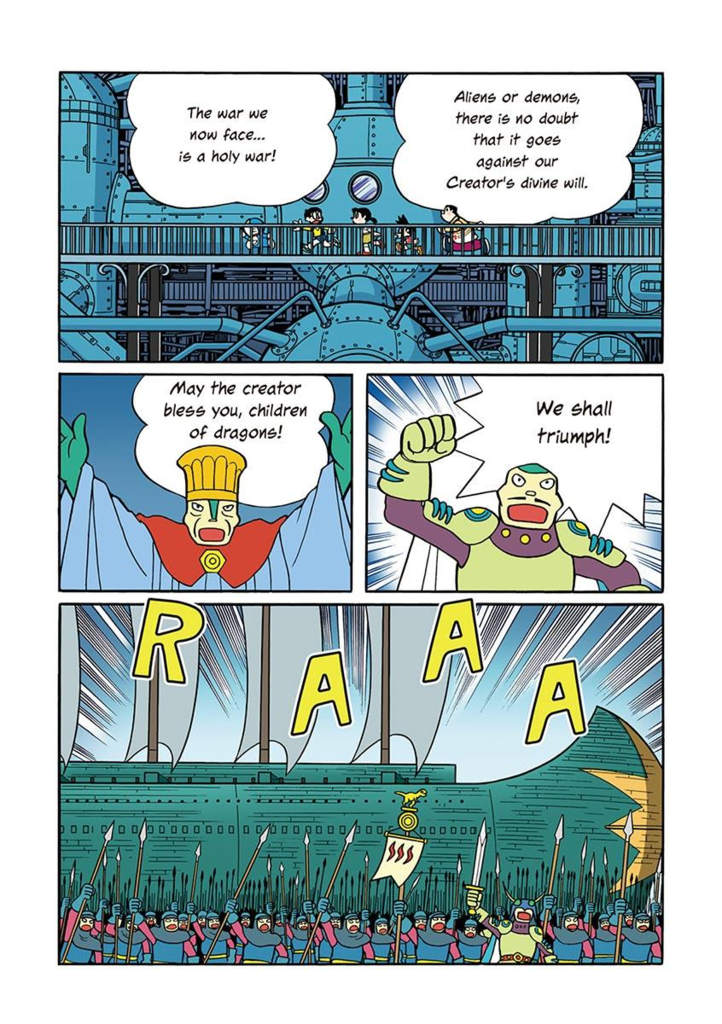 The war we
now face...
is a holy war!
Aliens or demons,
there is no doubt
that it goes
against our
Creator's divine will.
May the creator
bless you, children
of dragons!
We shall
triumph!
RAAA